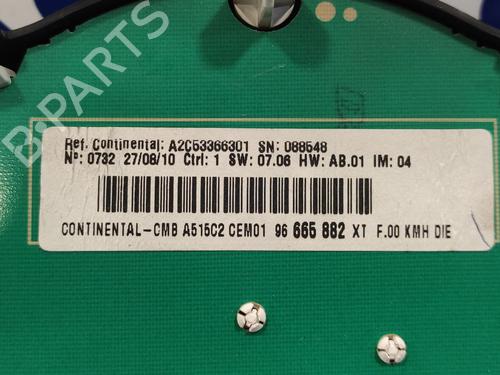 B-PARTS
Ref. Continental: A2C53366301 SN: 088548
Nº: 0732 27/08/10 Ctrl: 1 SW: 07.06 HW: AB.01 IM: 04
CONTINENTAL-CMB A515C2 CEM01 96 665 882 XT F.00 KMH DIE